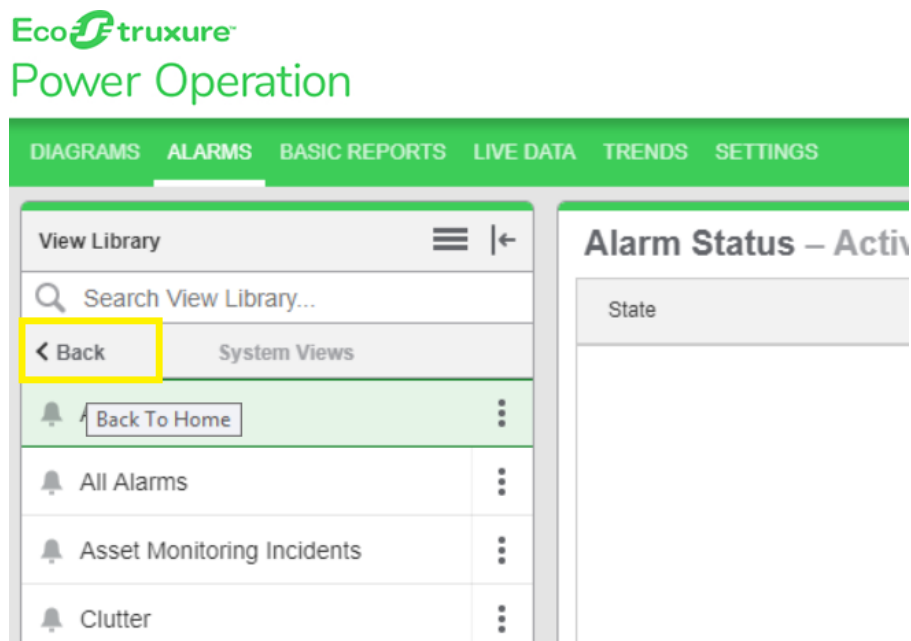 EcoStruxure™
Power Operation
DIAGRAMS ALARMS BASIC REPORTS LIVE DATA TRENDS SETTINGS
View Library
Search View Library...
Back System Views
Back To Home
All Alarms
Asset Monitoring Incidents
Clutter
Alarm Status – Activ
State